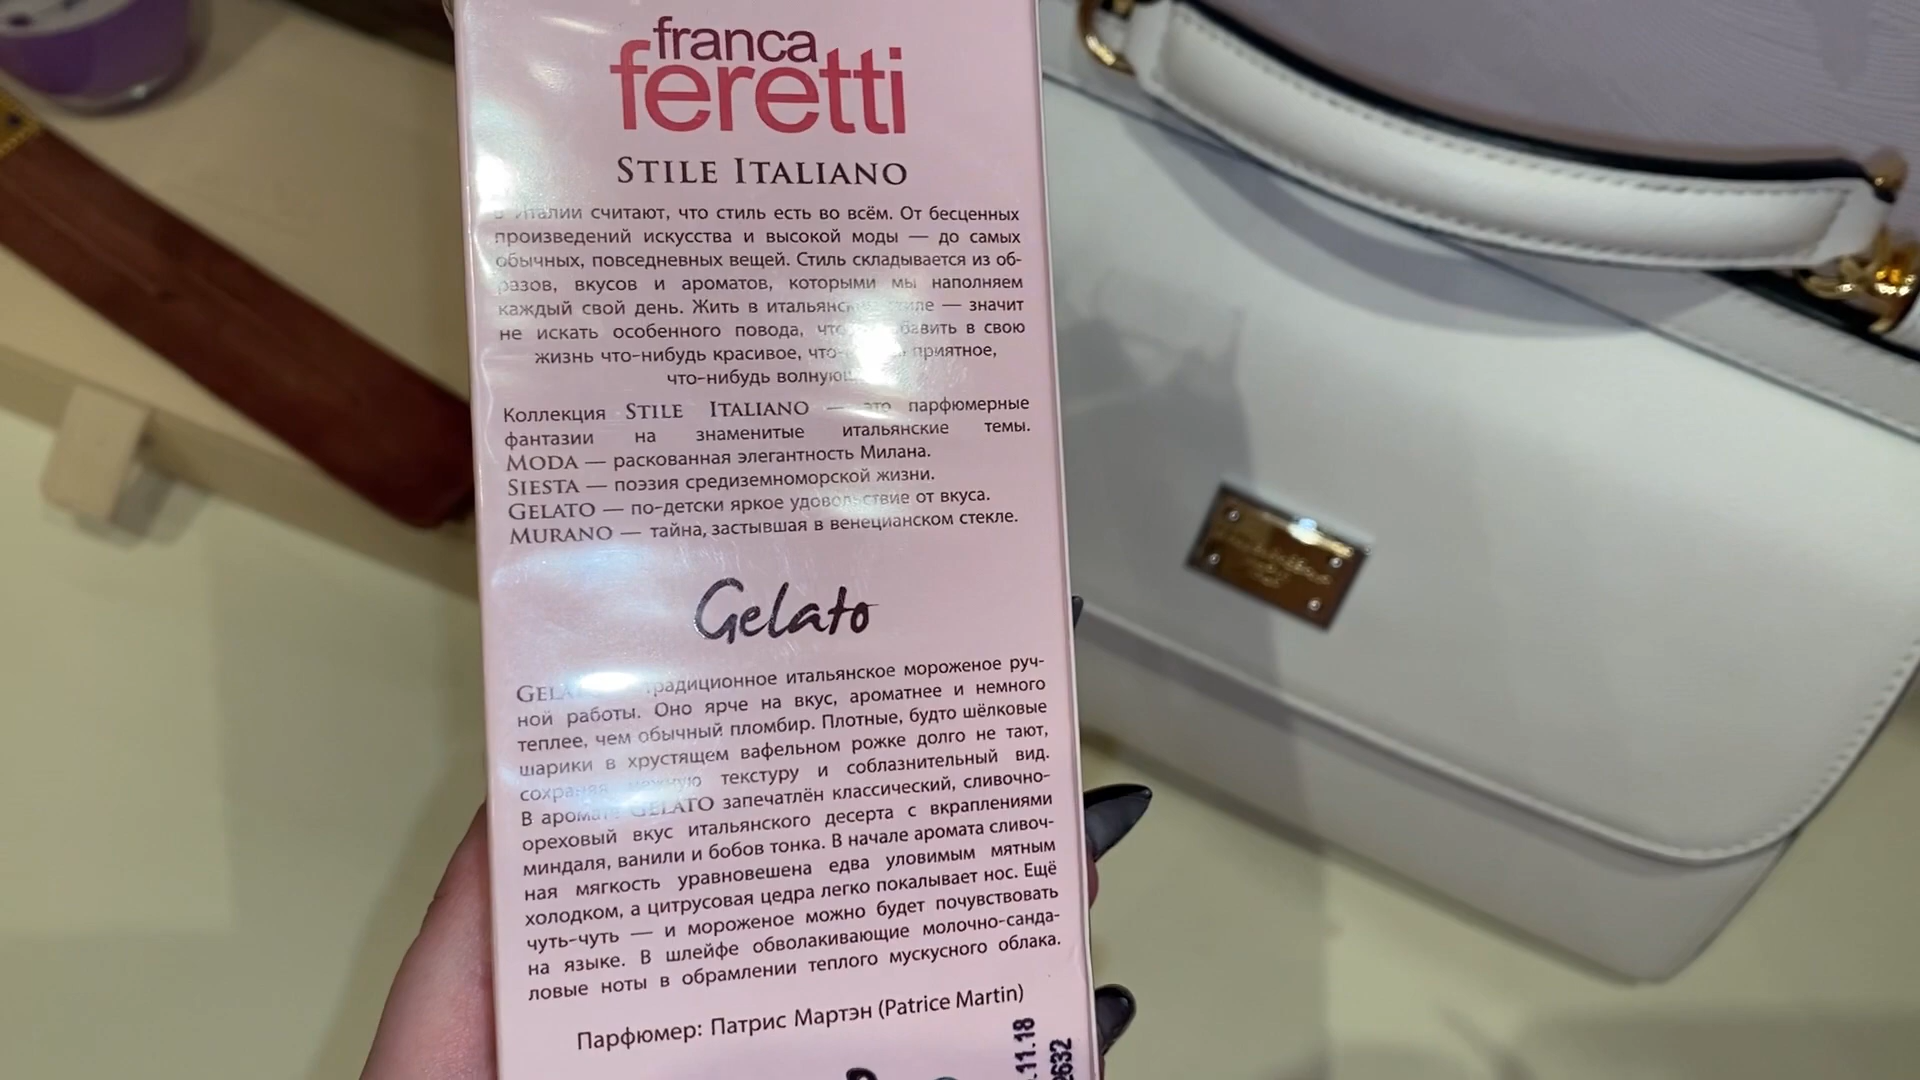 franca
feretti
STILE ITALIANO
Италии считают, что стиль есть во всём. От бесценных
произведений искусства и высокой моды — до самых
обычных, повседневных вещей. Стиль складывается из об-
разов, вкусов и ароматов, которыми мы наполняем
каждый свой день. Жить в итальянском стиле — значит
не искать особенного повода, что добавить в свою
жизнь что-нибудь красивое, что- приятное,
что-нибудь волную
Коллекция STILE ITALIANO — это парфюмерные
фантазии на знаменитые итальянские темы.
MODA — раскованная элегантность Милана.
SIESTA — поэзия средиземноморской жизни.
GELATO — по-детски яркое удовольствие от вкуса.
MURANO — тайна, застывшая в венецианском стекле.
Gelato
GELATO традиционное итальянское мороженое руч-
ной работы. Оно ярче на вкус, ароматнее и немного
теплее, чем обычный пломбир. Плотные, будто шёлковые
шарики в хрустящем вафельном рожке долго не тают,
сохраняя нежную текстуру и соблазнительный вид.
В аромате GELATO запечатлён классический, сливочно-
ореховый вкус итальянского десерта с вкраплениями
миндаля, ванили и бобов тонка. В начале аромата сливоч-
ная мягкость уравновешена едва уловимым мятным
холодком, а цитрусовая цедра легко покалывает нос. Ещё
чуть-чуть — и мороженое можно будет почувствовать
на языке. В шлейфе обволакивающие молочно-санда-
ловые ноты в обрамлении теплого мускусного облака.
Парфюмер: Патрис Мартэн (Patrice Martin)
.11.18
2632